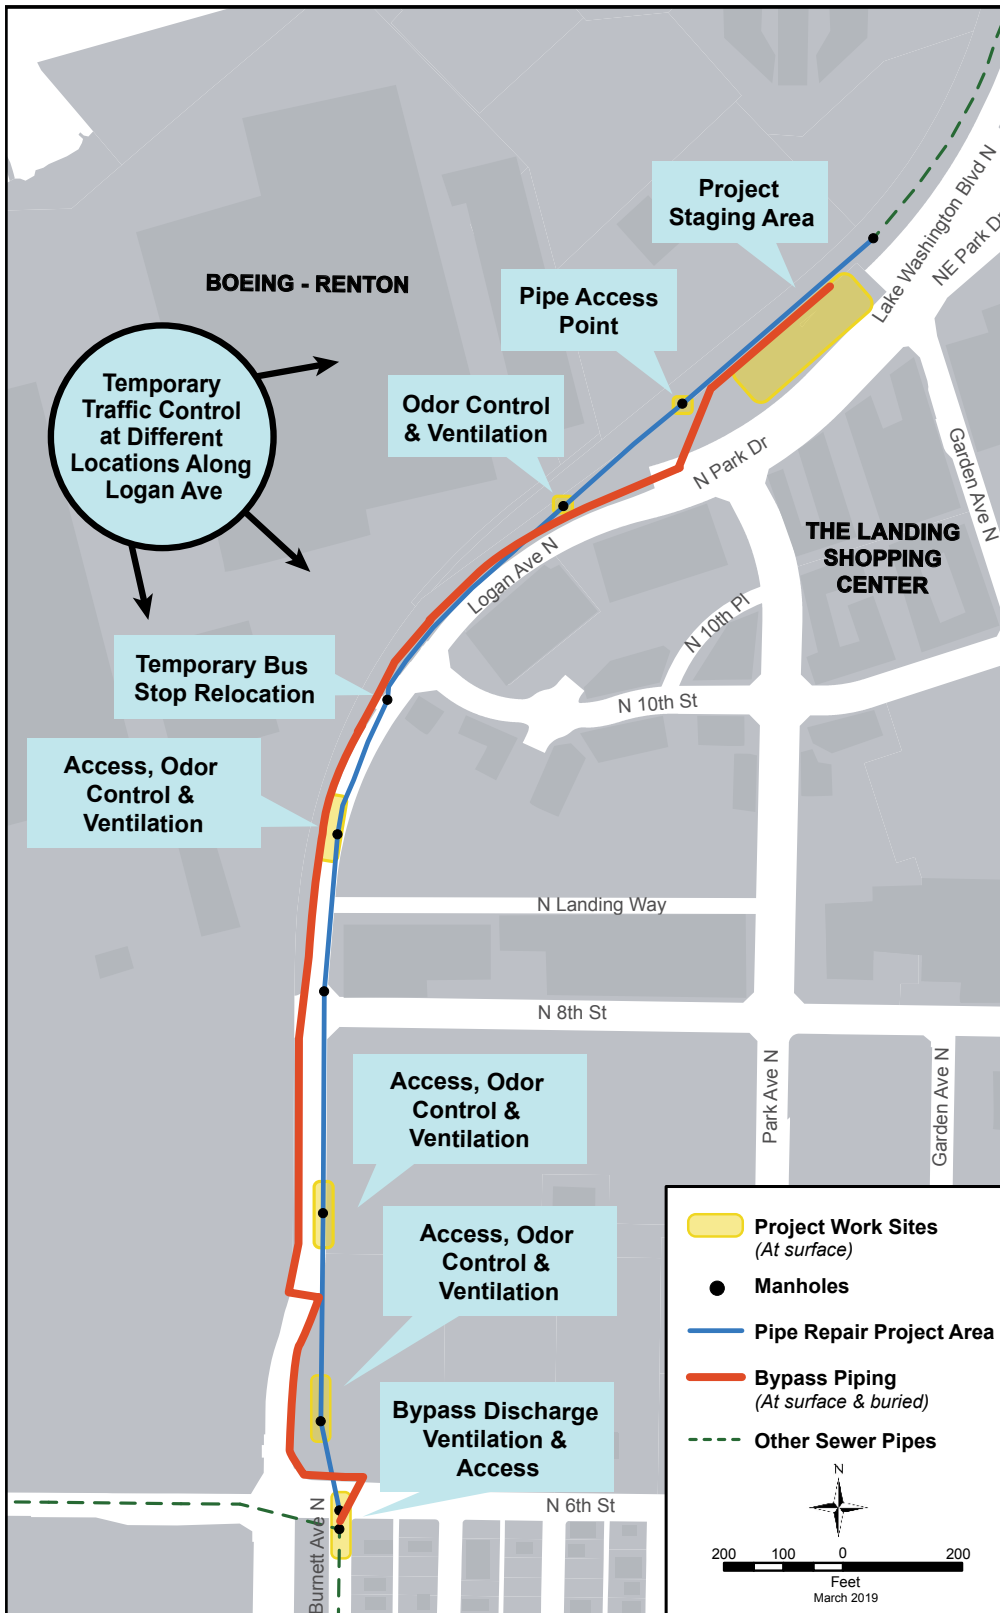 Project
Staging Area
Lake Washington Blvd N
NE Park Dr
BOEING - RENTON
Pipe Access
Point
Temporary
Traffic Control
at Different
Locations Along
Logan Ave
Odor Control
& Ventilation
N Park Dr
Garden Ave N
THE LANDING
SHOPPING
CENTER
Logan Ave N
N 10th Pl
Temporary Bus
Stop Relocation
N 10th St
Access, Odor
Control &
Ventilation
N Landing Way
N 8th St
Access, Odor
Control &
Ventilation
Park Ave N
Garden Ave N
Access, Odor
Control &
Ventilation
Bypass Discharge
Ventilation &
Access
N 6th St
Burnett Ave N
Project Work Sites
(At surface)
Manholes
Pipe Repair Project Area
Bypass Piping
(At surface & buried)
Other Sewer Pipes
N
200 100 0 200
Feet
March 2019